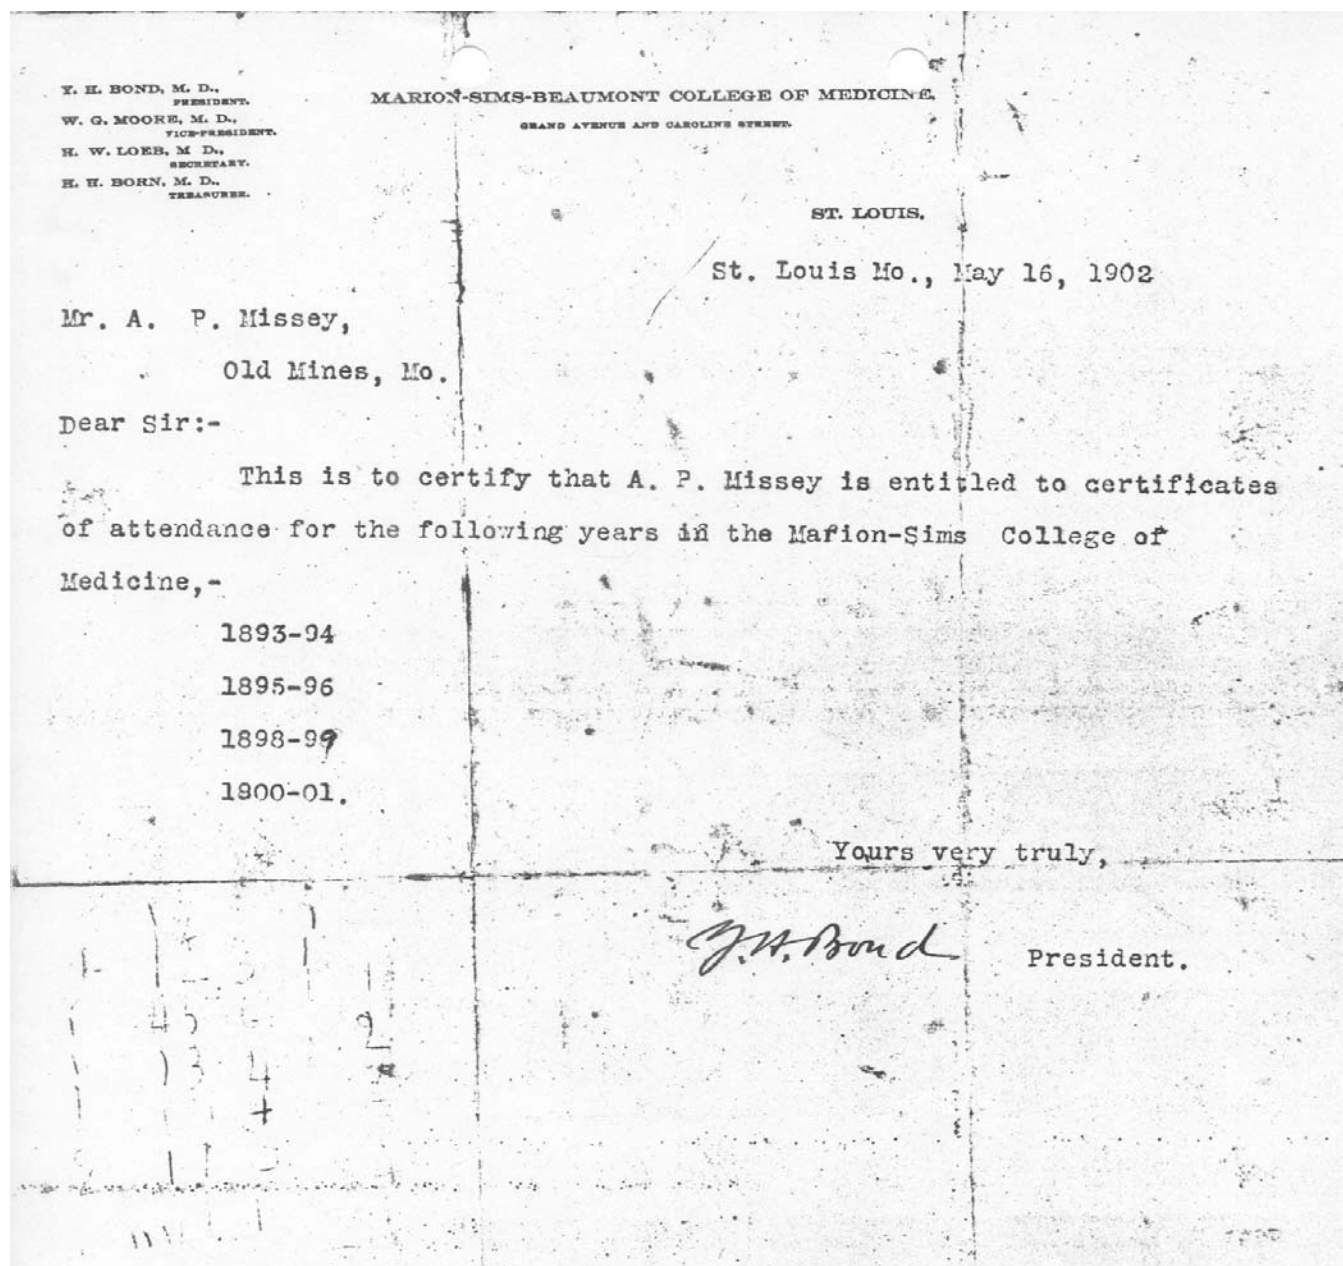 Y. H. BOND, M. D.,
PRESIDENT.
W. G. MOORE, M. D.,
VICE-PRESIDENT.
H. W. LOEB, M D.,
SECRETARY.
H. H. BORN, M. D.,
TREASURER.
MARION-SIMS-BEAUMONT COLLEGE OF MEDICINE,
GRAND AVENUE AND CAROLINE STREET.
ST. LOUIS,
St. Louis Mo., May 16, 1902
Mr. A. P. Missey,
Old Mines, Mo.
Dear Sir:-
This is to certify that A. P. Missey is entitled to certificates
of attendance for the following years in the Marion-Sims College of
Medicine,-
1893-94
1895-96
1898-99
1800-01.
Yours very truly,
Y. H. Bond President.